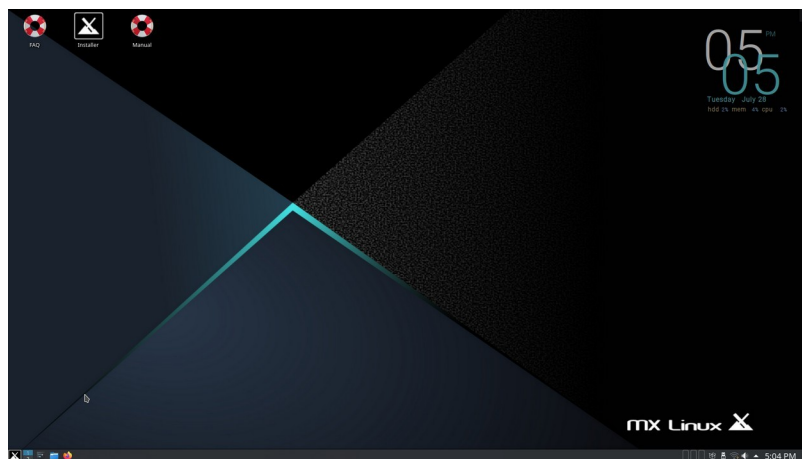 FAQ
Installer
Manual
05 PM
05
Tuesday July 28
hdd 2% mem 4% cpu 2%
MX Linux
5:04 PM